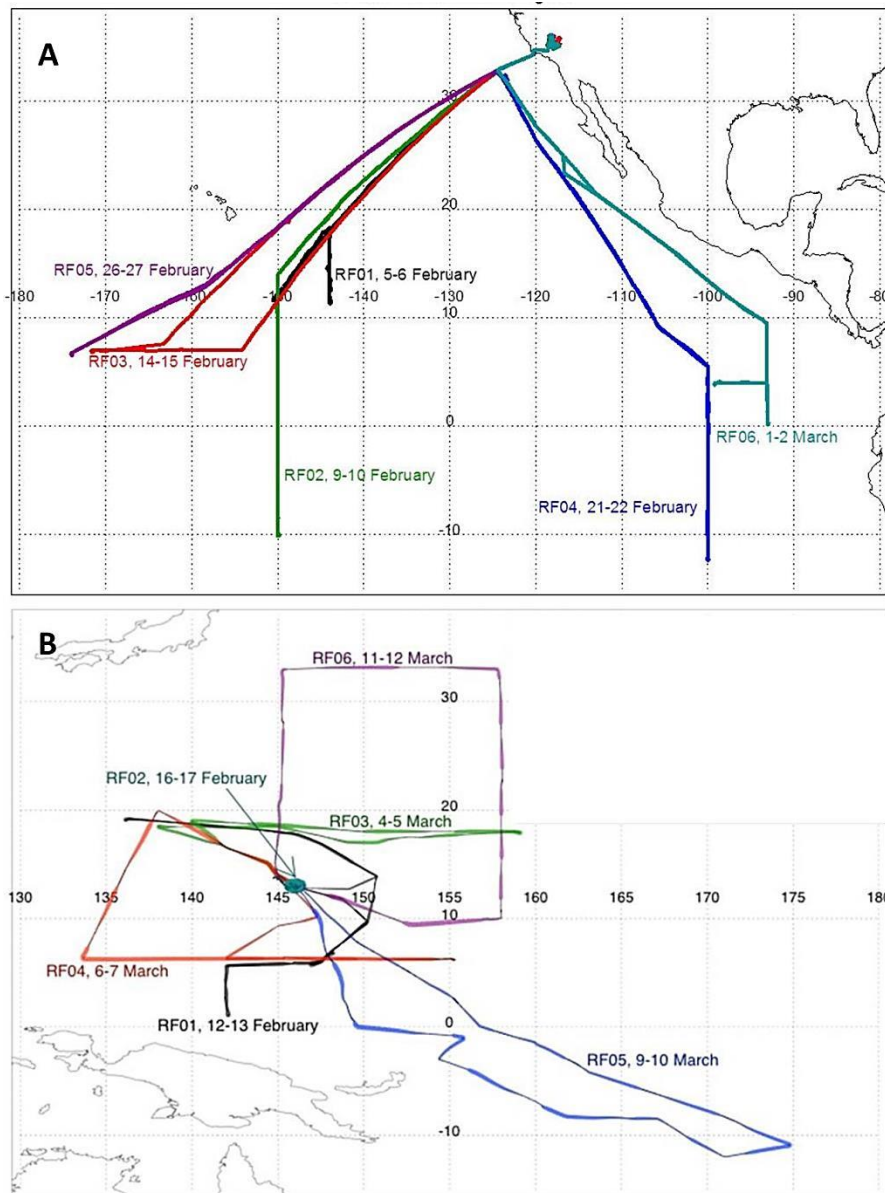 A
30
20
RF05, 26-27 February
RF01, 5-6 February
-180 -170 -160 -150 -140 -130 -120 -110 -100 -90 -80
10
RF03, 14-15 February
0
RF06, 1-2 March
RF02, 9-10 February
RF04, 21-22 February
-10
B
RF06, 11-12 March
30
RF02, 16-17 February
20
RF03, 4-5 March
130 135 140 145 150 155 160 165 170 175 180
10
RF04, 6-7 March
RF01, 12-13 February
0
RF05, 9-10 March
-10